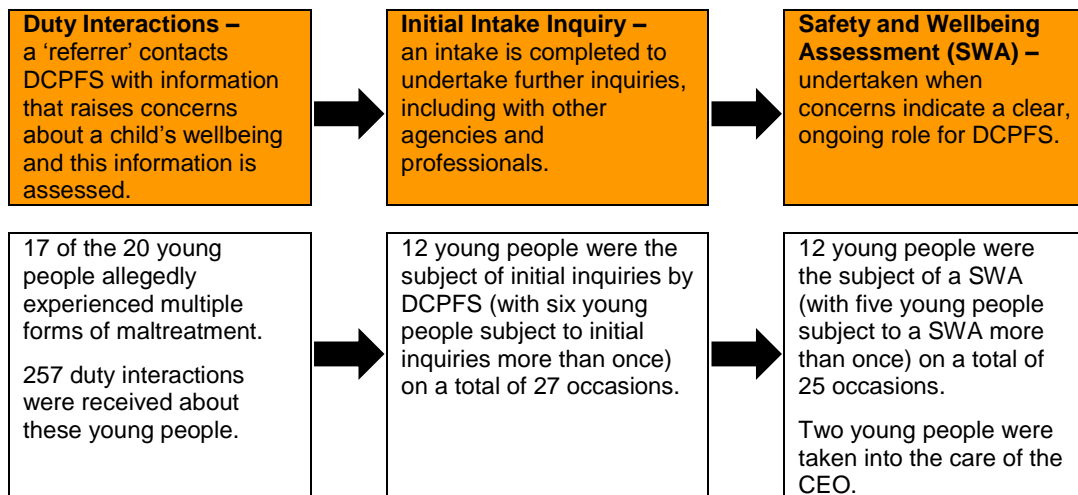 Duty Interactions –
a ‘referrer’ contacts
DCPFS with information
that raises concerns
about a child’s wellbeing
and this information is
assessed.
Initial Intake Inquiry –
an intake is completed to
undertake further inquiries,
including with other
agencies and
professionals.
Safety and Wellbeing
Assessment (SWA) –
undertaken when
concerns indicate a clear,
ongoing role for DCPFS.
17 of the 20 young
people allegedly
experienced multiple
forms of maltreatment.
257 duty interactions
were received about
these young people.
12 young people were the
subject of initial inquiries by
DCPFS (with six young
people subject to initial
inquiries more than once)
on a total of 27 occasions.
12 young people were
the subject of a SWA
(with five young people
subject to a SWA more
than once) on a total of
25 occasions.
Two young people were
taken into the care of the
CEO.